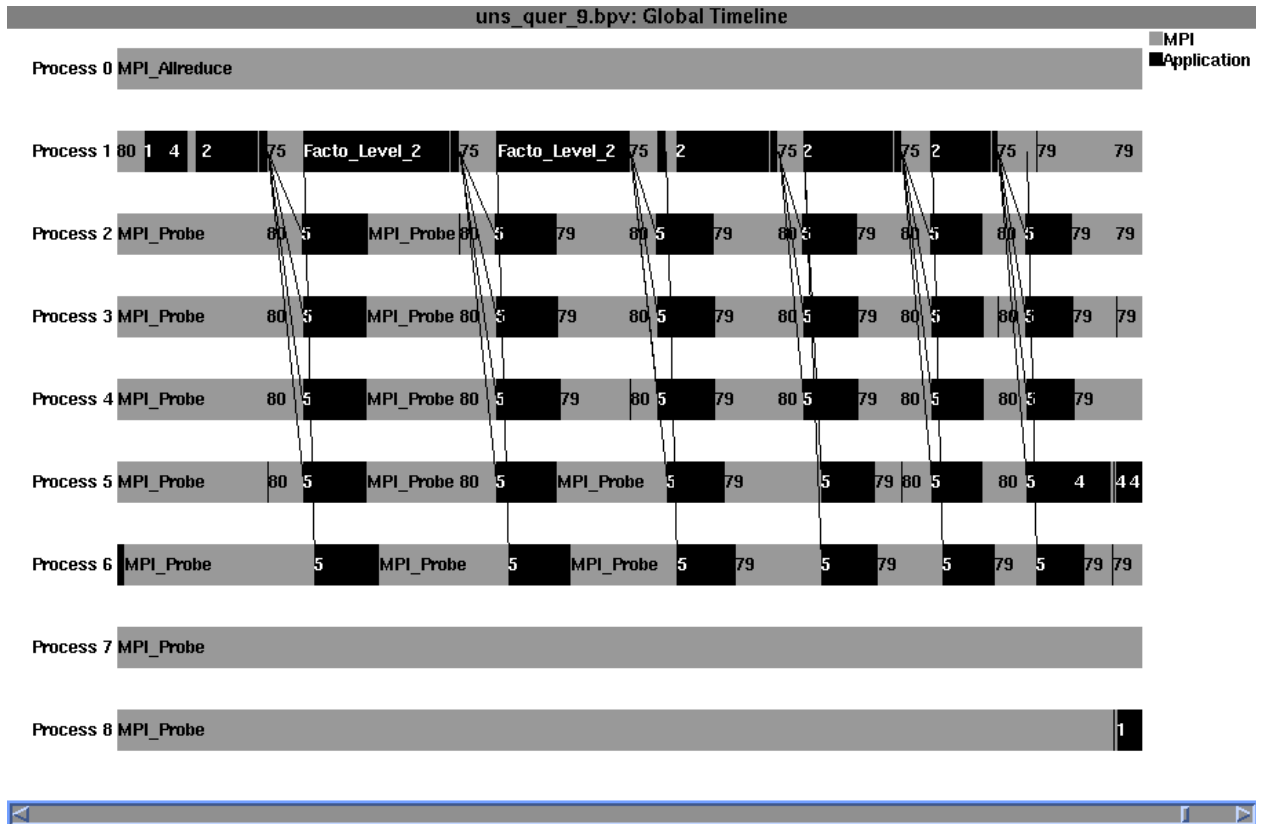 uns_quer_9.bpv: Global Timeline
MPI
Application
Process 0 MPI_Allreduce
Process 1 80 1 4 2 75 Facto_Level_2 75 Facto_Level_2 75 2 75 2 75 2 75 79 79
Process 2 MPI_Probe 80 5 MPI_Probe 80 5 79 80 5 79 80 5 79 80 5 80 5 79 79
Process 3 MPI_Probe 80 5 MPI_Probe 80 5 79 80 5 79 80 5 79 80 5 80 5 79 79
Process 4 MPI_Probe 80 5 MPI_Probe 80 5 79 80 5 79 80 5 79 80 5 80 5 79
Process 5 MPI_Probe 80 5 MPI_Probe 80 5 MPI_Probe 5 79 5 79 80 5 80 5 4 4 4
Process 6 MPI_Probe 5 MPI_Probe 5 MPI_Probe 5 79 5 79 5 79 5 79 79
Process 7 MPI_Probe
Process 8 MPI_Probe 1